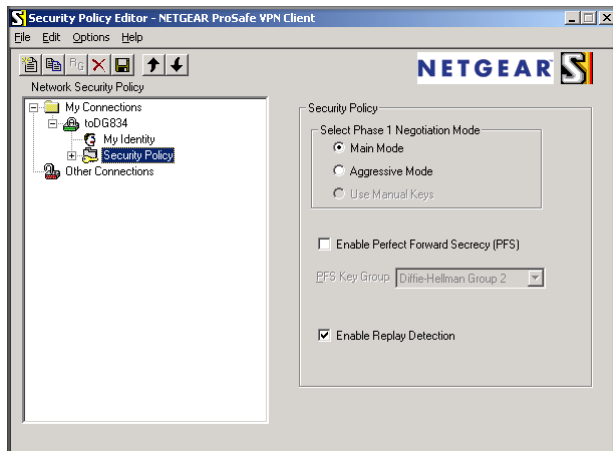 Security Policy Editor - NETGEAR ProSafe VPN Client
File Edit Options Help
NETGEAR
Network Security Policy
My Connections
toDG834
My Identity
Security Policy
Other Connections
Security Policy
Select Phase 1 Negotiation Mode
Main Mode
Aggressive Mode
Use Manual Keys
Enable Perfect Forward Secrecy (PFS)
PFS Key Group Diffie-Hellman Group 2
Enable Replay Detection